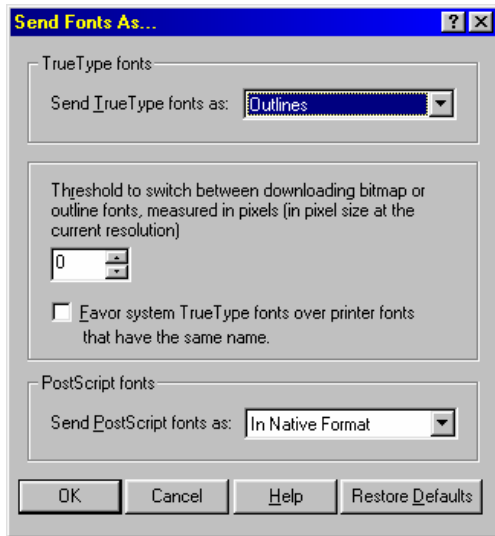 Send Fonts As...
TrueType fonts
Send TrueType fonts as: Outlines
Threshold to switch between downloading bitmap or
outline fonts, measured in pixels (in pixel size at the
current resolution)
0
Favor system TrueType fonts over printer fonts
that have the same name.
PostScript fonts
Send PostScript fonts as: In Native Format
OK Cancel Help Restore Defaults